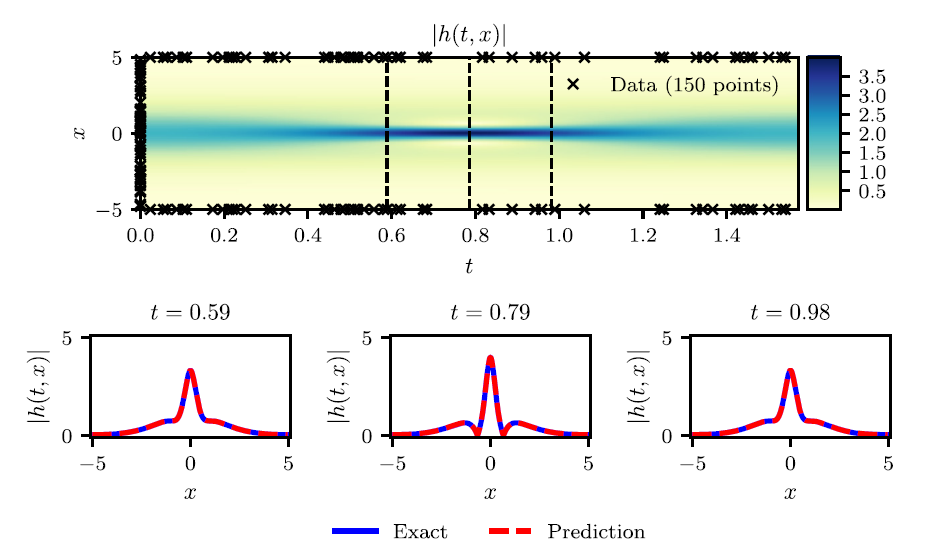 |h(t, x)|
5
0
−5
x
Data (150 points)
3.5
3.0
2.5
2.0
1.5
1.0
0.5
0.0 0.2 0.4 0.6 0.8 1.0 1.2 1.4
t
t = 0.59 t = 0.79 t = 0.98
5 5 5
|h(t, x)| |h(t, x)| |h(t, x)|
0 0 0
−5 0 5 −5 0 5 −5 0 5
x x x
Exact Prediction